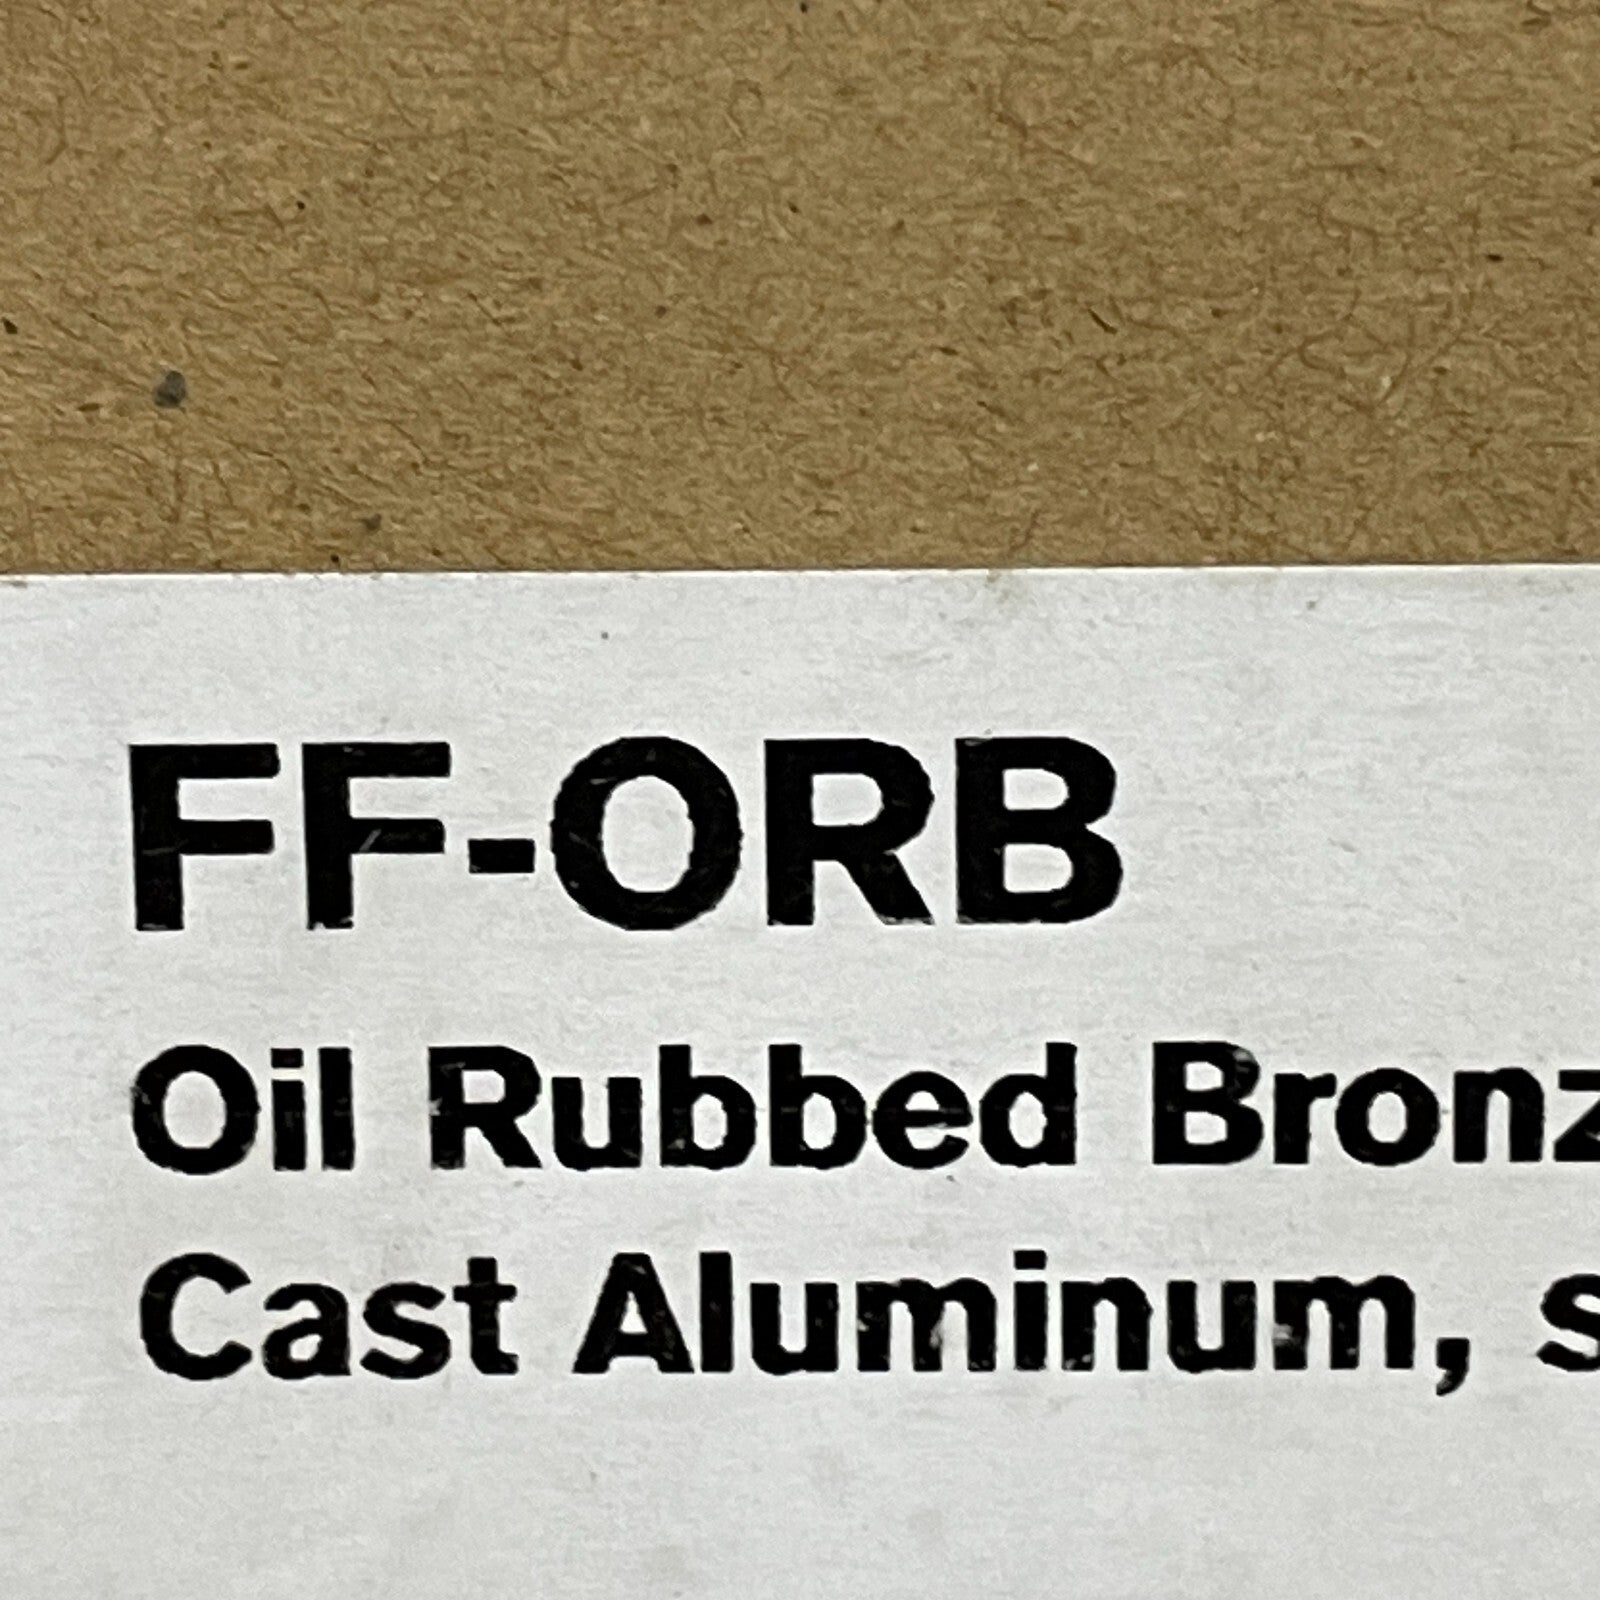 FF-ORB
Oil Rubbed Bronz
Cast Aluminum, s